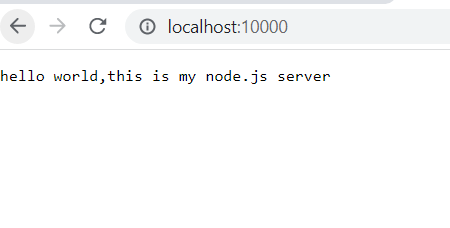 localhost:10000
hello world,this is my node.js server